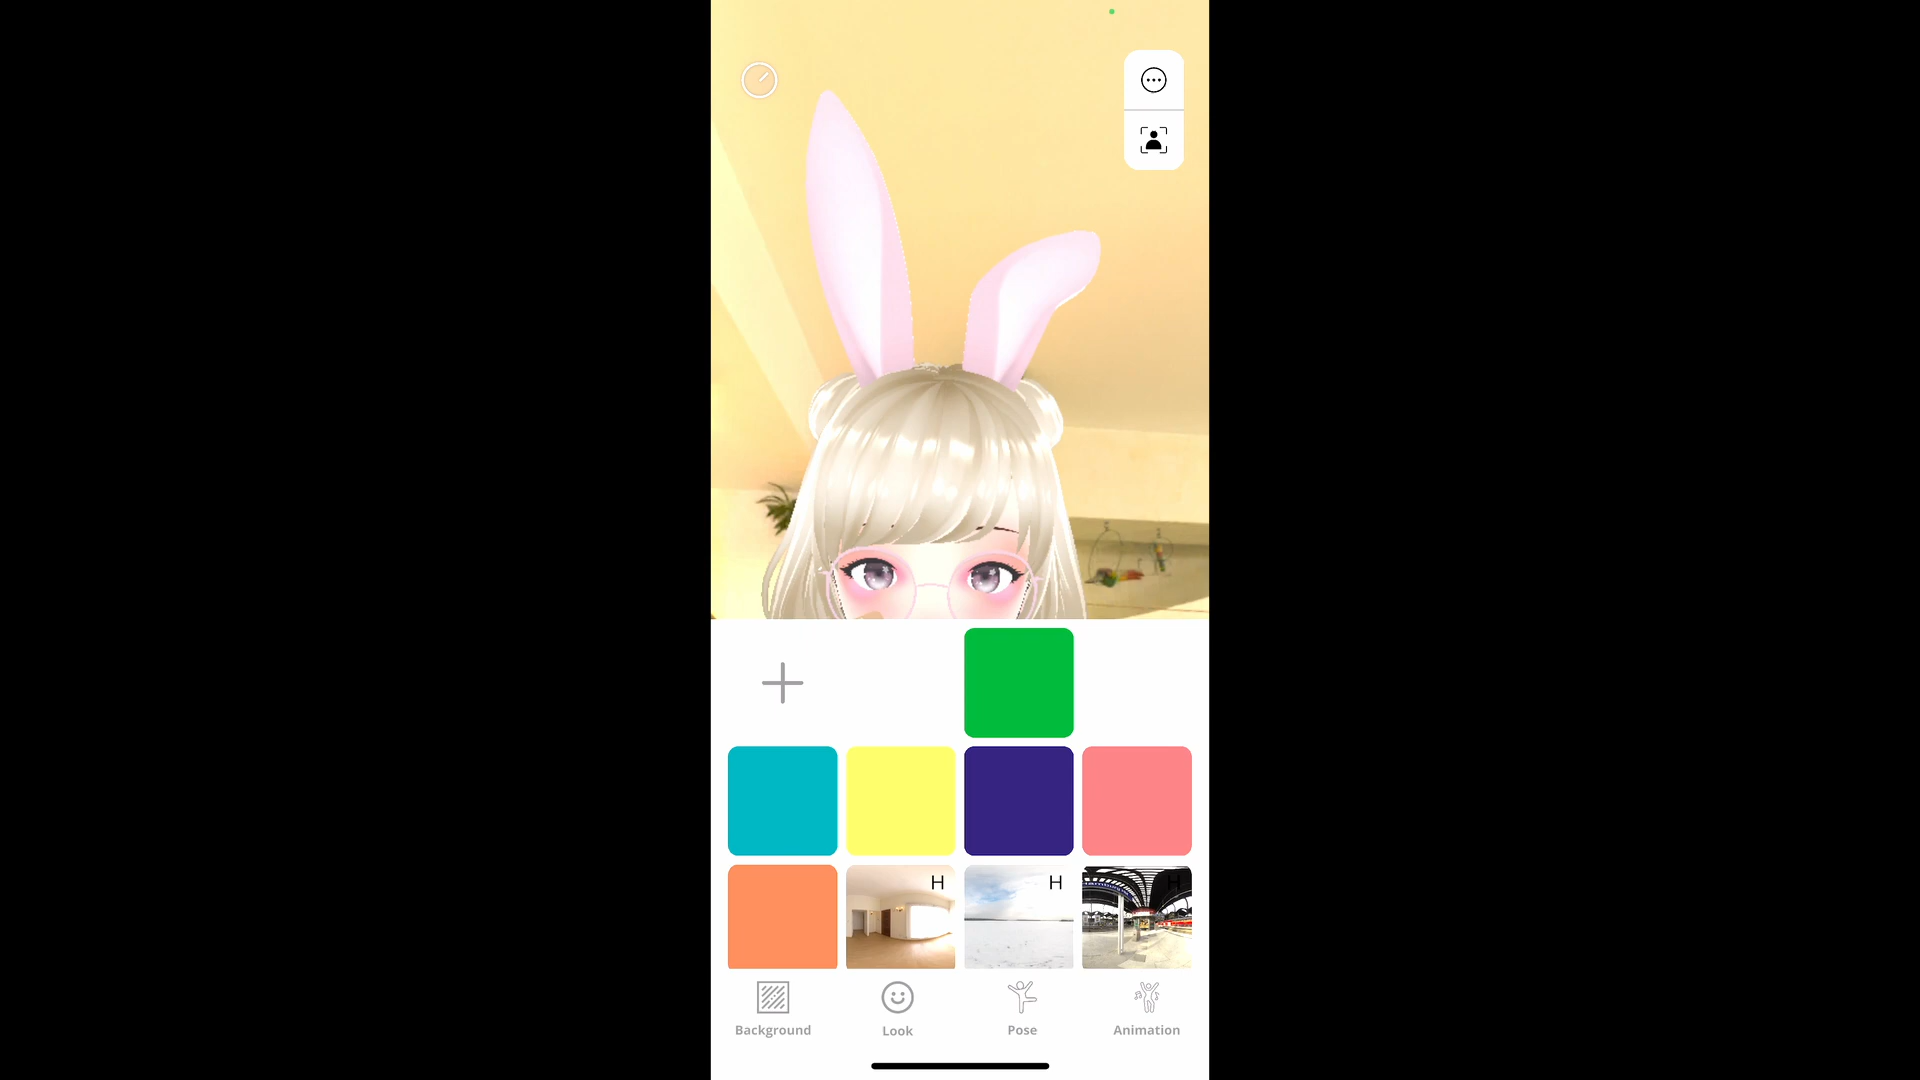 H
H
H
Background
Look
Pose
Animation